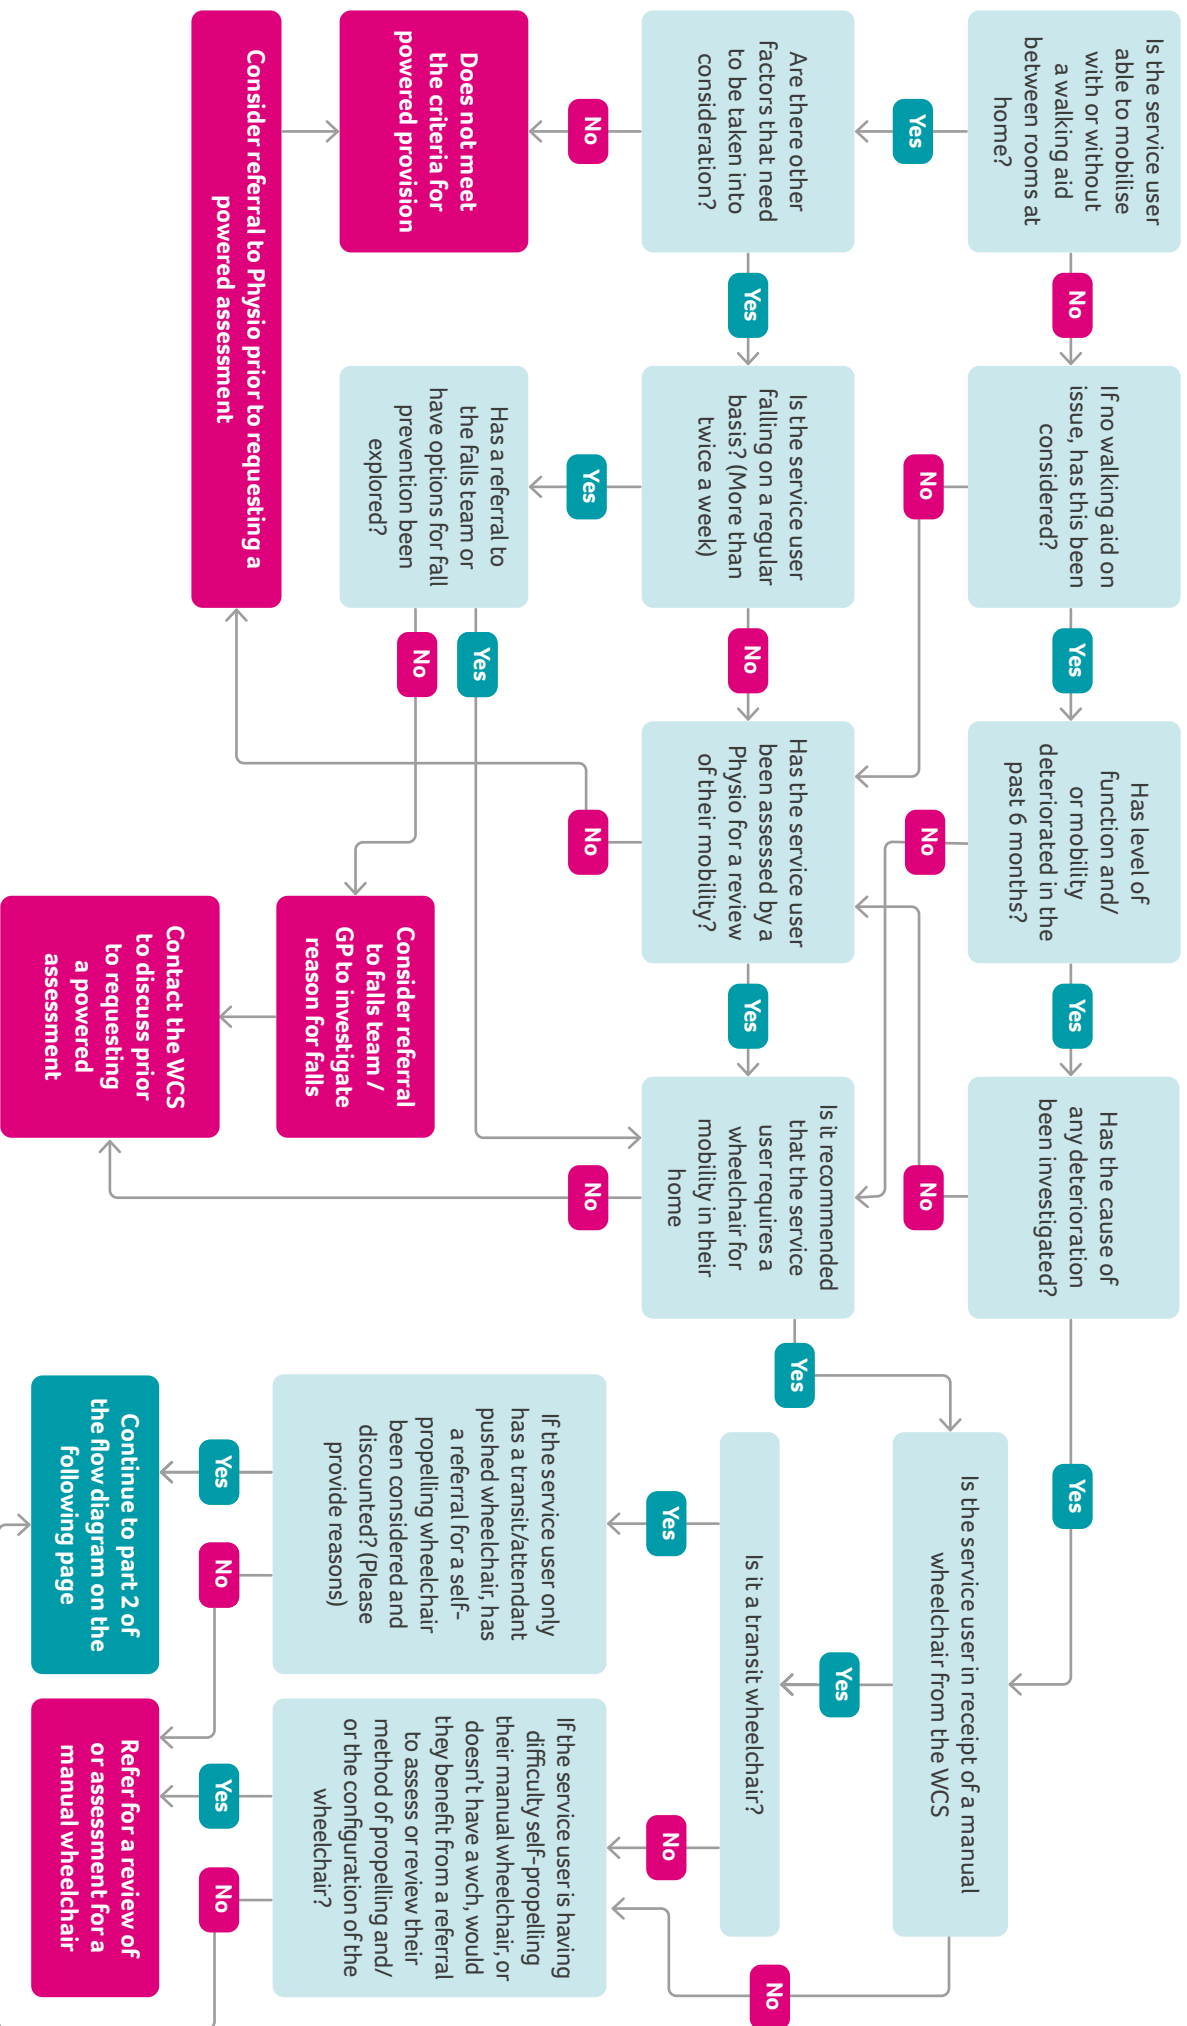 Is the service user
able to mobilise
with or without
a walking aid
between rooms at
home?
No
If no walking aid on
issue, has this been
considered?
Yes
Has level of
function and/
or mobility
deteriorated in the
past 6 months?
Yes
Has the cause of
any deterioration
been investigated?
Yes
Yes
No
No
No
Is the service user in receipt of a manual
wheelchair from the WCS
Are there other
factors that need
to be taken into
consideration?
Yes
Is the service user
falling on a regular
basis? (More than
twice a week)
No
Has the service user
been assessed by a
Physio for a review
of their mobility?
Yes
Is it recommended
that the service
user requires a
wheelchair for
mobility in their
home
Yes
Yes
No
Is it a transit wheelchair?
No
Yes
No
No
Yes
No
Does not meet
the criteria for
powered provision
Has a referral to
the falls team or
have options for fall
prevention been
explored?
Yes
No
Consider referral
to falls team /
GP to investigate
reason for falls
If the service user only
has a transit/attendant
pushed wheelchair, has
a referral for a self-
propelling wheelchair
been considered and
discounted? (Please
provide reasons)
If the service user is having
difficulty self-propelling
their manual wheelchair, or
doesn't have a wch, would
they benefit from a referral
to assess or review their
method of propelling and/
or the configuration of the
wheelchair?
Consider referral to Physio prior to requesting a
powered assessment
Contact the WCS
to discuss prior
to requesting
a powered
assessment
Yes
No
Yes
No
Continue to part 2 of
the flow diagram on the
following page
Refer for a review of
or assessment for a
manual wheelchair